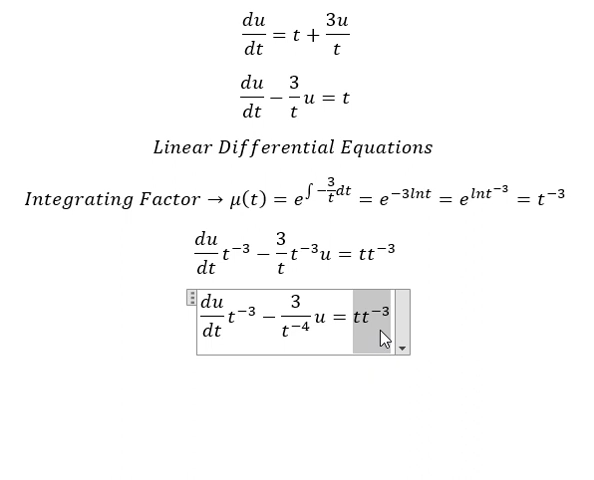 du/dt = t + 3u/t
du/dt − 3/t u = t
Linear Differential Equations
Integrating Factor → μ(t) = e^∫−3/t dt = e^−3lnt = e^lnt^−3 = t^−3
du/dt t^−3 − 3/t t^−3 u = tt^−3
du/dt t^−3 − 3/t^−4 u = tt^−3